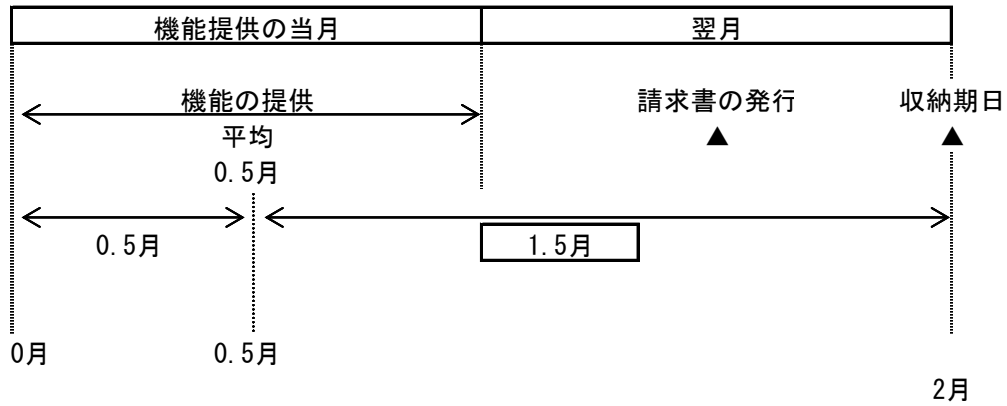 機能提供の当月 翌月
機能の提供 請求書の発行 収納期日
平均 ▲ ▲
0.5月
0.5月 1.5月
0月 0.5月
2月